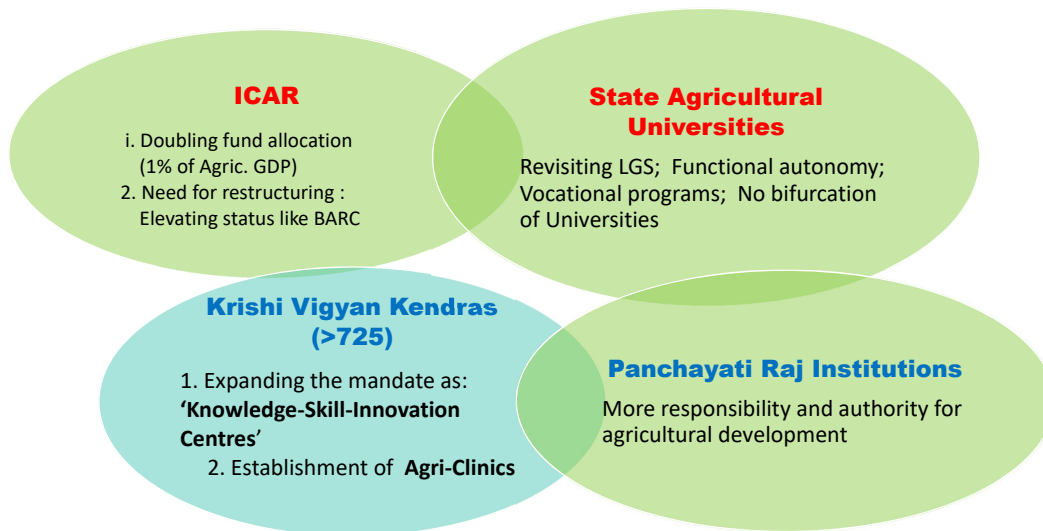 ICAR
i. Doubling fund allocation
(1% of Agric. GDP)
2. Need for restructuring :
Elevating status like BARC
State Agricultural
Universities
Revisiting LGS; Functional autonomy;
Vocational programs; No bifurcation
of Universities
Krishi Vigyan Kendras
(>725)
1. Expanding the mandate as:
‘Knowledge-Skill-Innovation
Centres’
2. Establishment of Agri-Clinics
Panchayati Raj Institutions
More responsibility and authority for
agricultural development